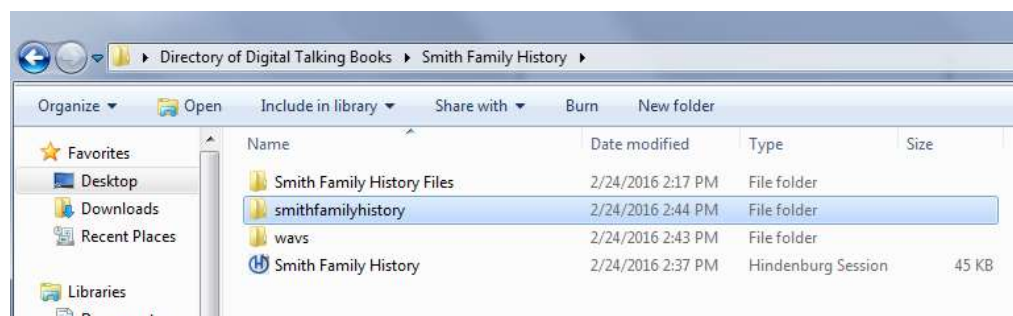 Directory of Digital Talking Books Smith Family History
Organize Open Include in library Share with Burn New folder
Favorites
Desktop
Downloads
Recent Places
Libraries
Name Date modified Type Size
Smith Family History Files 2/24/2016 2:17 PM File folder
smithfamilyhistory 2/24/2016 2:44 PM File folder
wavs 2/24/2016 2:43 PM File folder
Smith Family History 2/24/2016 2:37 PM Hindenburg Session 45 KB